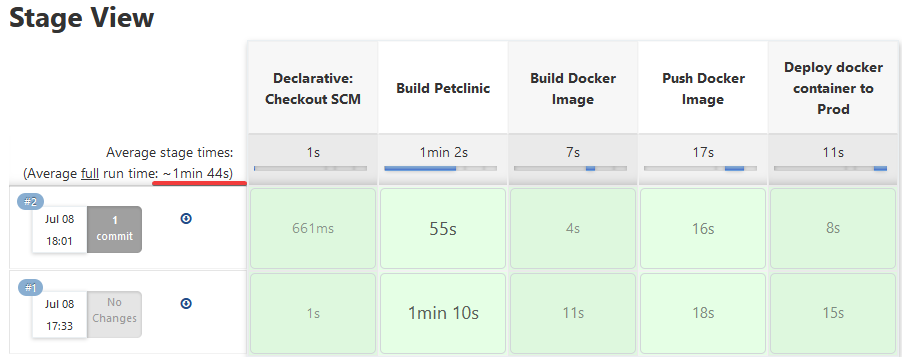 Stage View
Declarative:
Checkout SCM
Build Petclinic
Build Docker
Image
Push Docker
Image
Deploy docker
container to
Prod
Average stage times:
(Average full run time: ~1min 44s)
1s
1min 2s
7s
17s
11s
#2
Jul 08
18:01
1
commit
661ms
55s
4s
16s
8s
#1
Jul 08
17:33
No
Changes
1s
1min 10s
11s
18s
15s